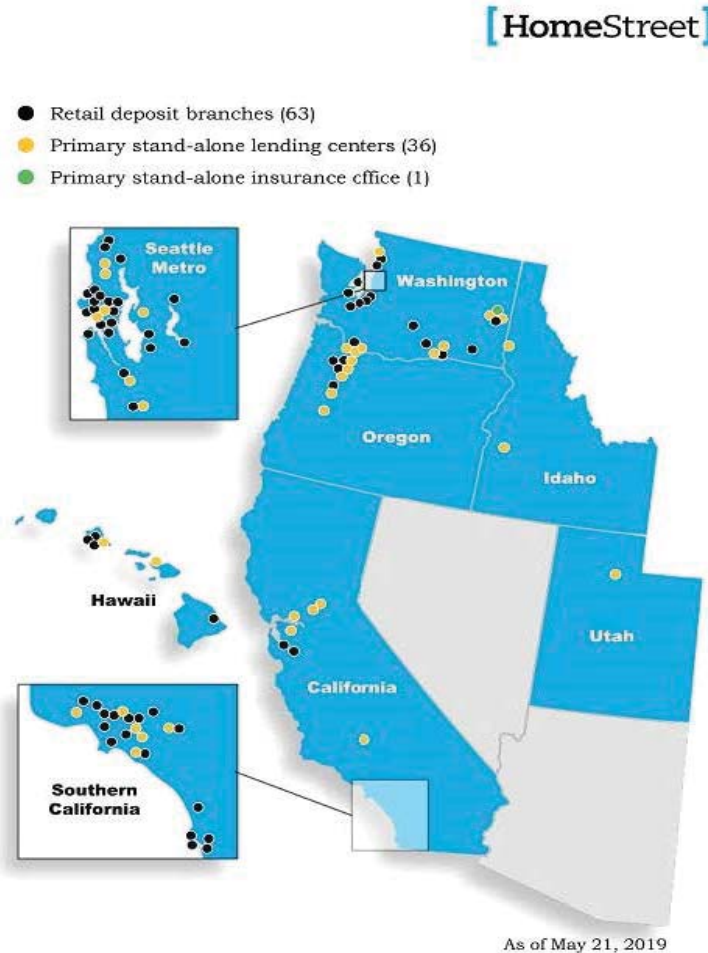 [HomeStreet]
Retail deposit branches (63)
Primary stand-alone lending centers (36)
Primary stand-alone insurance cffice (1)
Seattle
Metro
Washington
Oregon
Idaho
Hawaii
Utah
California
Southern
California
As of May 21, 2019